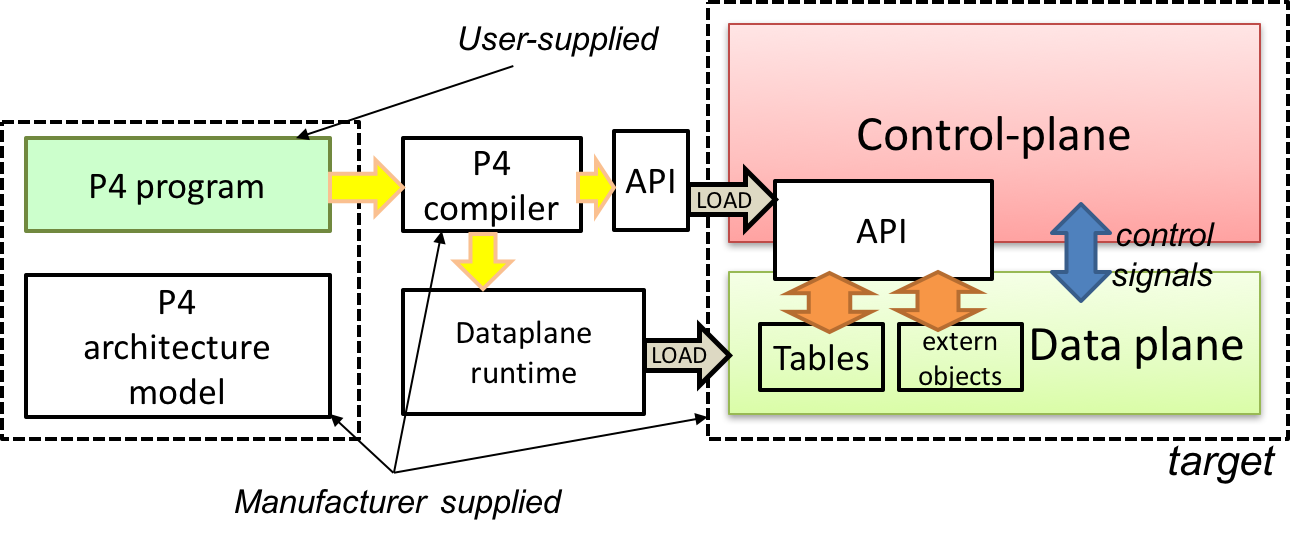 User-supplied
Control-plane
P4 program
P4
compiler
API
LOAD
API
control
signals
P4
architecture
model
Dataplane
runtime
LOAD
Tables
extern
objects
Data plane
target
Manufacturer supplied